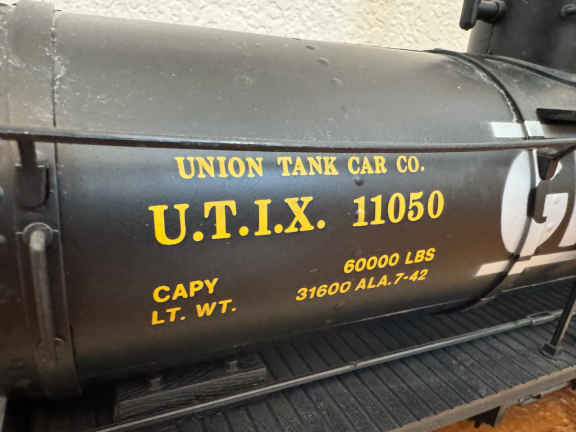 UNION TANK CAR CO.
U.T.I.X. 11050
CAPY 60000 LBS
LT. WT. 31600 ALA.7-42